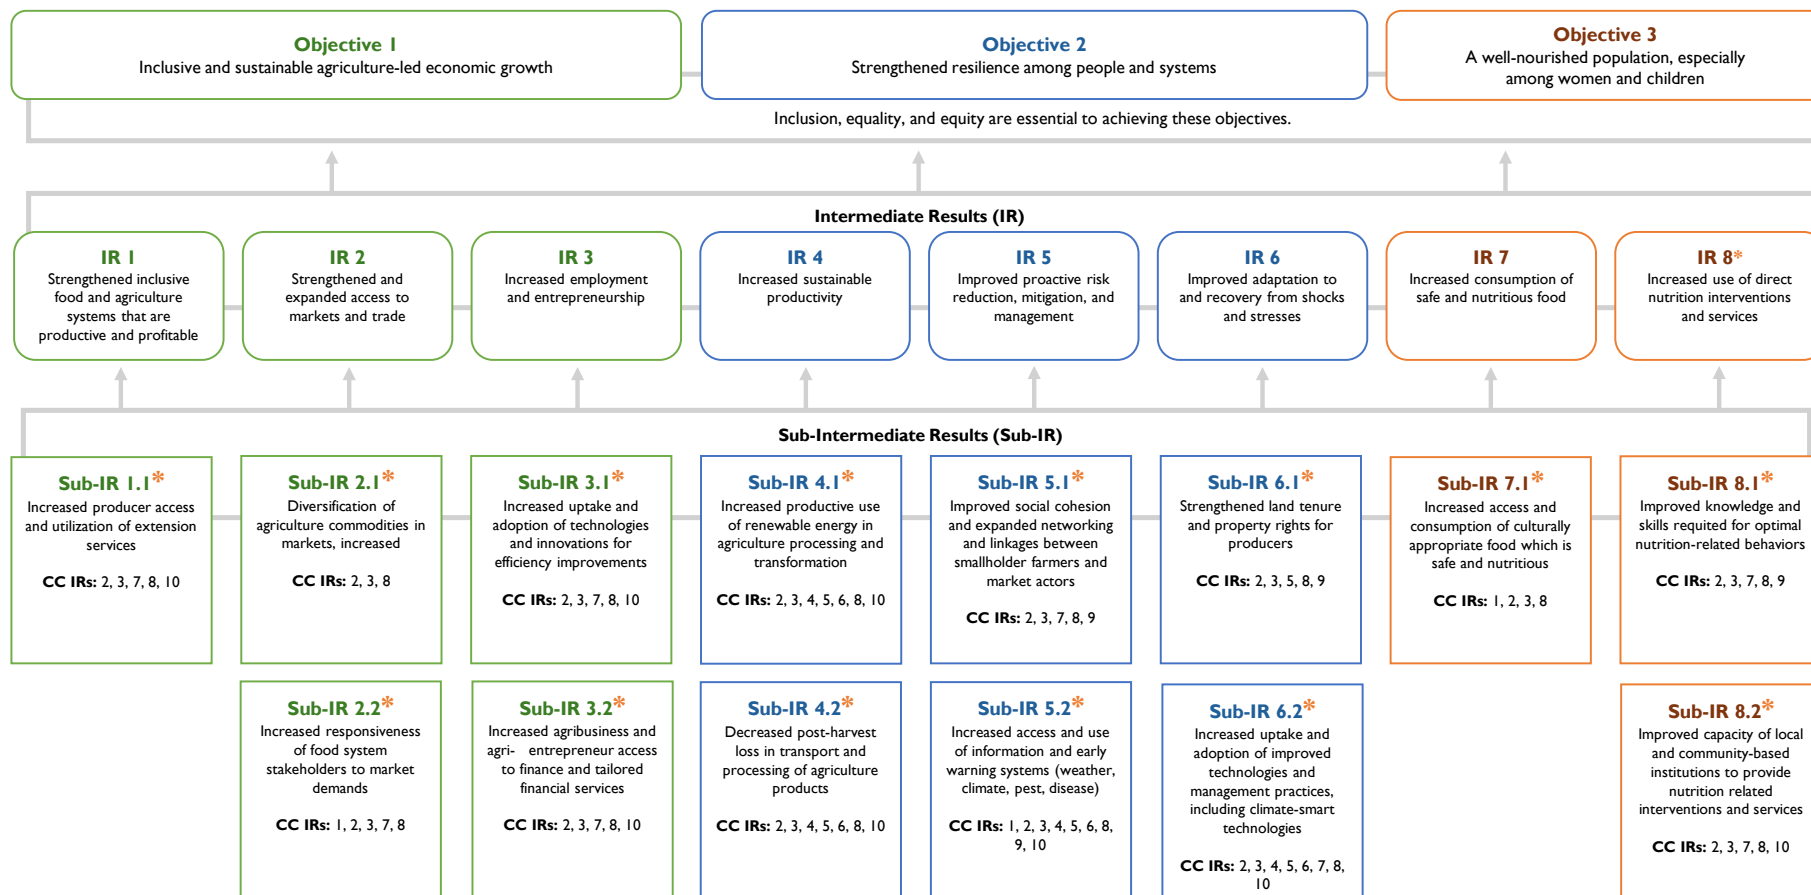 Objective 1
Inclusive and sustainable agriculture-led economic growth
Objective 2
Strengthened resilience among people and systems
Objective 3
A well-nourished population, especially
among women and children
Inclusion, equality, and equity are essential to achieving these objectives.
Intermediate Results (IR)
IR 1
Strengthened inclusive
food and agriculture
systems that are
productive and profitable
IR 2
Strengthened and
expanded access to
markets and trade
IR 3
Increased employment
and entrepreneurship
IR 4
Increased sustainable
productivity
IR 5
Improved proactive risk
reduction, mitigation, and
management
IR 6
Improved adaptation to
and recovery from shocks
and stresses
IR 7
Increased consumption of
safe and nutritious food
IR 8*
Increased use of direct
nutrition interventions
and services
Sub-Intermediate Results (Sub-IR)
Sub-IR 1.1*
Increased producer access
and utilization of extension
services
CC IRs: 2, 3, 7, 8, 10
Sub-IR 2.1*
Diversification of
agriculture commodities in
markets, increased
CC IRs: 2, 3, 8
Sub-IR 3.1*
Increased uptake and
adoption of technologies
and innovations for
efficiency improvements
CC IRs: 2, 3, 7, 8, 10
Sub-IR 4.1*
Increased productive use
of renewable energy in
agriculture processing and
transformation
CC IRs: 2, 3, 4, 5, 6, 8, 10
Sub-IR 5.1*
Improved social cohesion
and expanded networking
and linkages between
smallholder farmers and
market actors
CC IRs: 2, 3, 7, 8, 9
Sub-IR 6.1*
Strengthened land tenure
and property rights for
producers
CC IRs: 2, 3, 5, 8, 9
Sub-IR 7.1*
Increased access and
consumption of culturally
appropriate food which is
safe and nutritious
CC IRs: 1, 2, 3, 8
Sub-IR 8.1*
Improved knowledge and
skills requited for optimal
nutrition-related behaviors
CC IRs: 2, 3, 7, 8, 9
Sub-IR 2.2*
Increased responsiveness
of food system
stakeholders to market
demands
CC IRs: 1, 2, 3, 7, 8
Sub-IR 3.2*
Increased agribusiness and
agri- entrepreneur access
to finance and tailored
financial services
CC IRs: 2, 3, 7, 8, 10
Sub-IR 4.2*
Decreased post-harvest
loss in transport and
processing of agriculture
products
CC IRs: 2, 3, 4, 5, 6, 8, 10
Sub-IR 5.2*
Increased access and use
of information and early
warning systems (weather,
climate, pest, disease)
CC IRs: 1, 2, 3, 4, 5, 6, 8,
9, 10
Sub-IR 6.2*
Increased uptake and
adoption of improved
technologies and
management practices,
including climate-smart
technologies
CC IRs: 2, 3, 4, 5, 6, 7, 8,
10
Sub-IR 8.2*
Improved capacity of local
and community-based
institutions to provide
nutrition related
interventions and services
CC IRs: 2, 3, 7, 8, 10